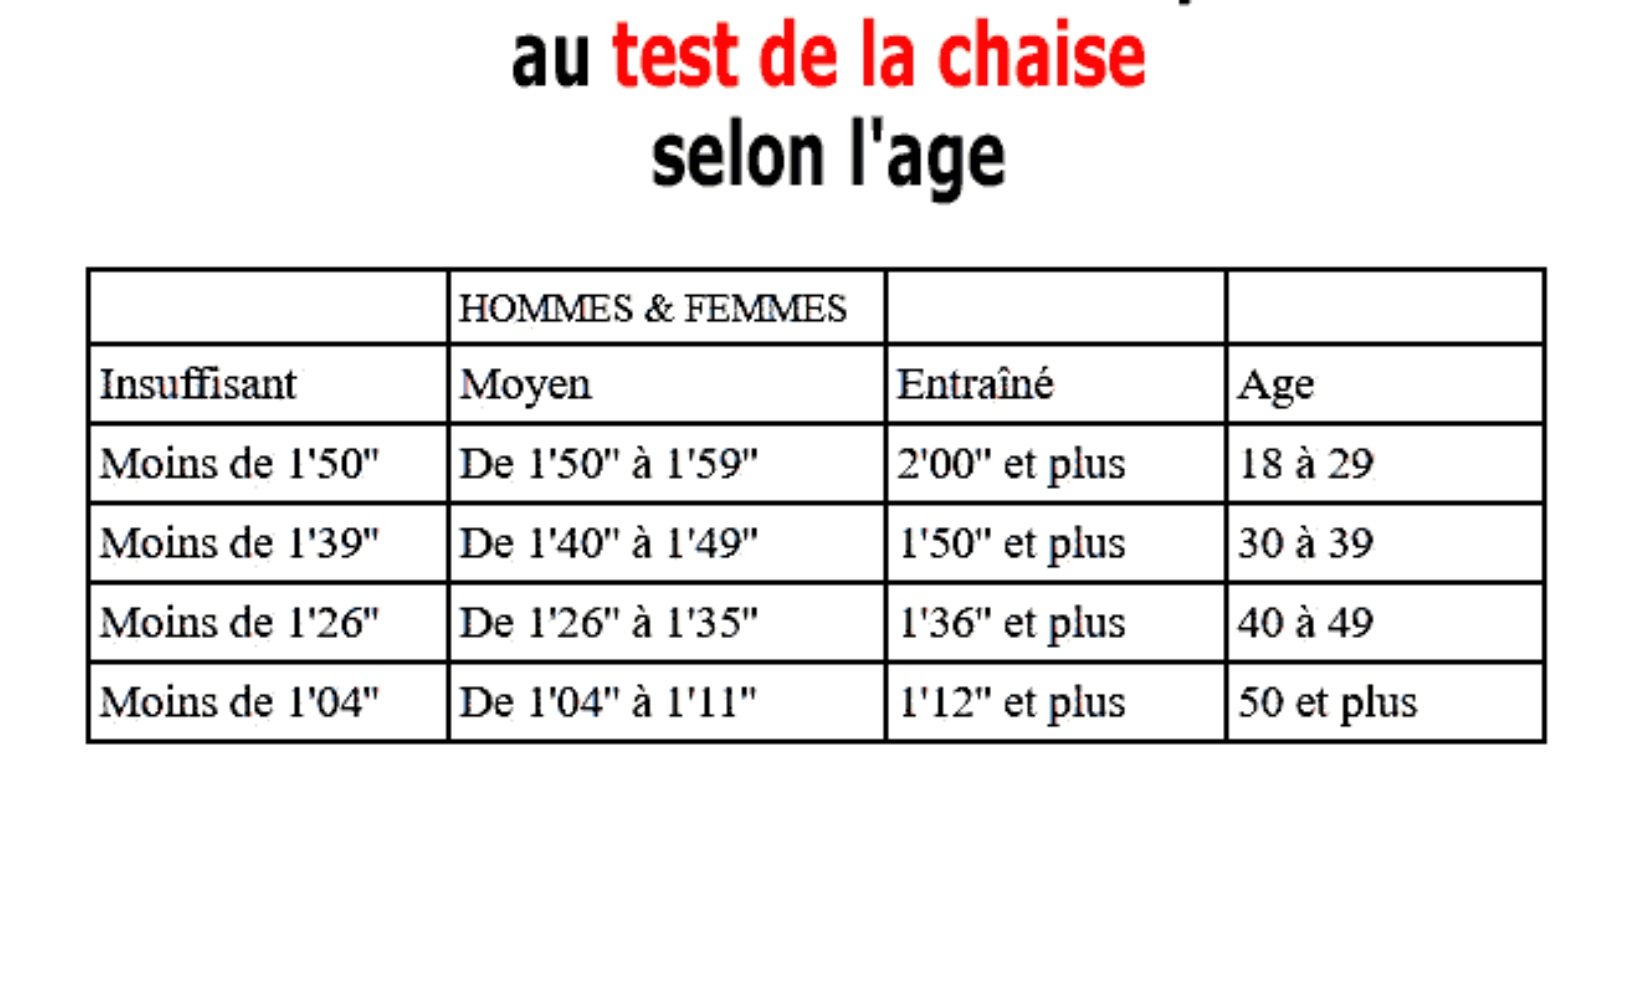 au test de la chaise
selon l'age
HOMMES & FEMMES
Insuffisant Moyen Entraîné Age
Moins de 1'50" De 1'50" à 1'59" 2'00" et plus 18 à 29
Moins de 1'39" De 1'40" à 1'49" 1'50" et plus 30 à 39
Moins de 1'26" De 1'26" à 1'35" 1'36" et plus 40 à 49
Moins de 1'04" De 1'04" à 1'11" 1'12" et plus 50 et plus